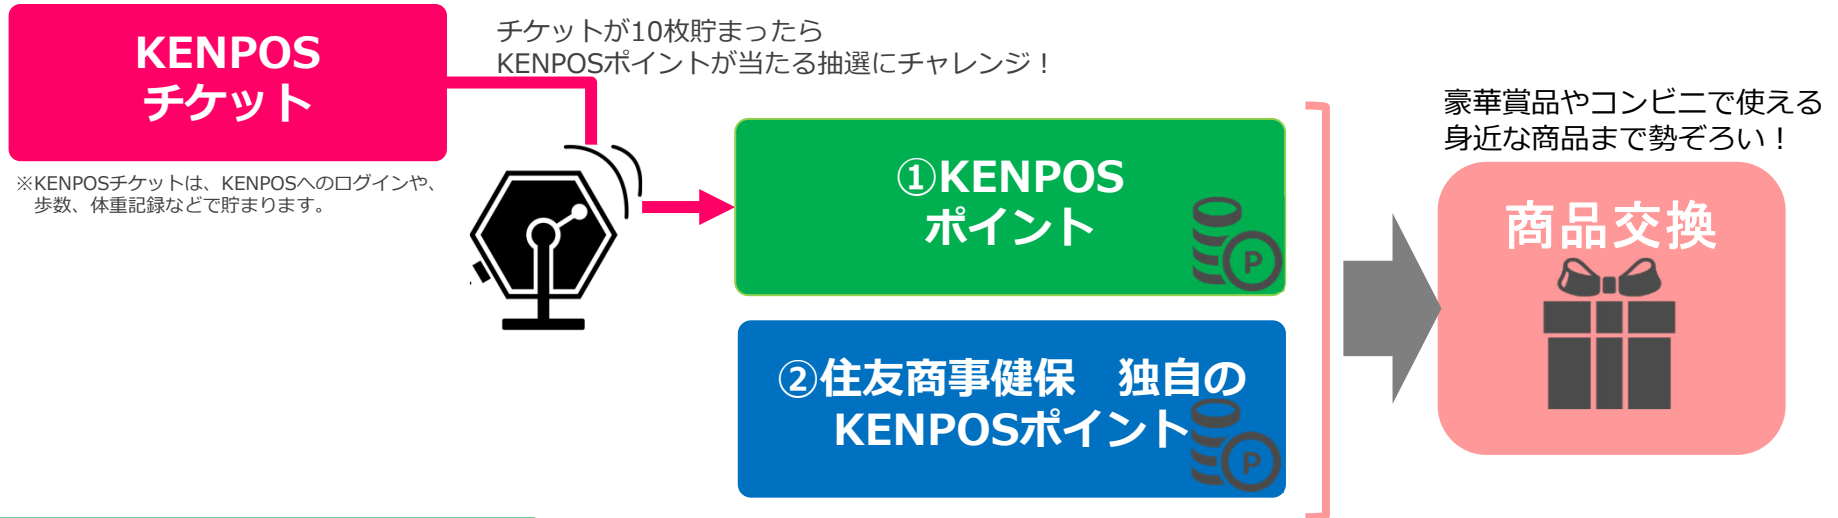 KENPOS
チケット
※KENPOSチケットは、KENPOSへのログインや、
歩数、体重記録などで貯まります。
チケットが10枚貯まったら
KENPOSポイントが当たる抽選にチャレンジ！
①KENPOS
ポイント
P
②住友商事健保　独自の
KENPOSポイント
P
豪華賞品やコンビニで使える
身近な商品まで勢ぞろい！
商品交換